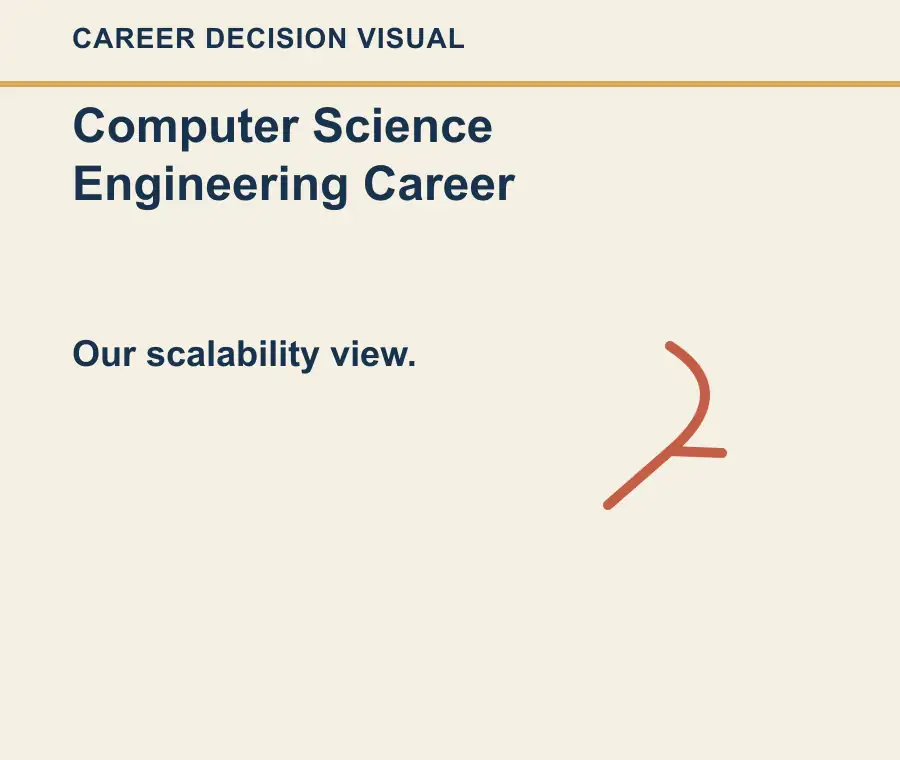 CAREER DECISION VISUAL
Computer Science
Engineering Career
Our scalability view.